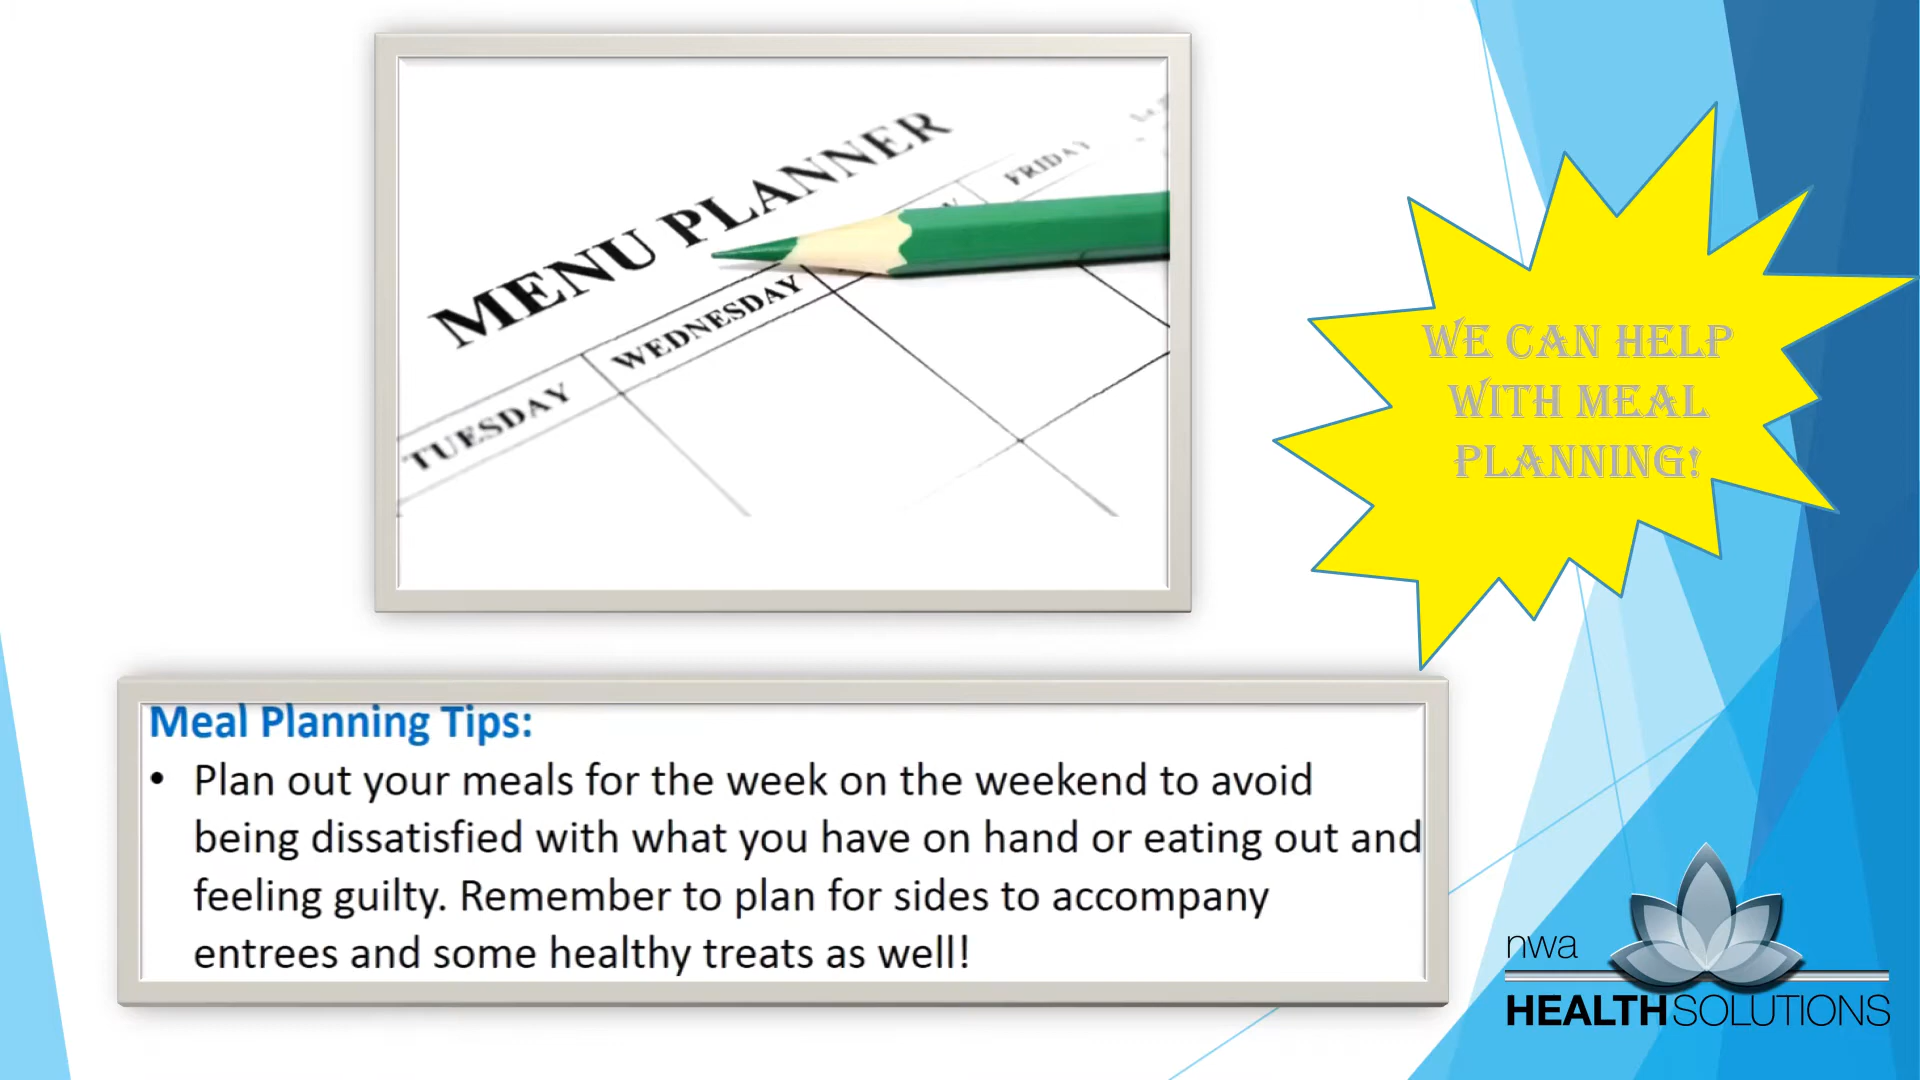 MENU PLANNER
TUESDAY
WEDNESDAY
FRIDAY
WE CAN HELP
WITH MEAL
PLANNING!
Meal Planning Tips:
• Plan out your meals for the week on the weekend to avoid
being dissatisfied with what you have on hand or eating out and
feeling guilty. Remember to plan for sides to accompany
entrees and some healthy treats as well!
nwa
HEALTHSOLUTIONS